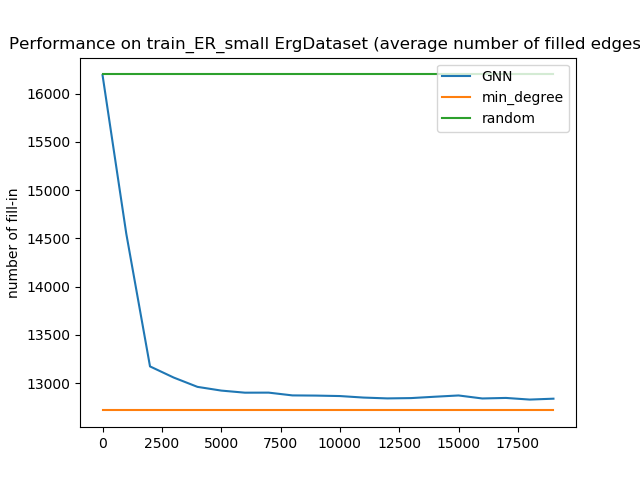 Performance on train_ER_small ErgDataset (average number of filled edges
GNN
min_degree
random
number of fill-in
16000
15500
15000
14500
14000
13500
13000
0 2500 5000 7500 10000 12500 15000 17500